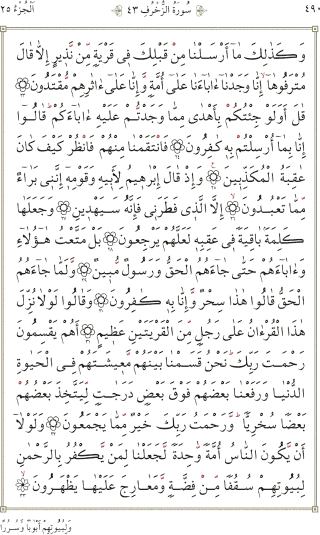 ٤٩٠ سُورَةُ الزُّخْرُفِ ٤٣ اَلْجُزْءُ ٢٥
وَكَذَٰلِكَ مَآ أَرْسَلْنَا مِن قَبْلِكَ فِى قَرْيَةٍ مِّن نَّذِيرٍ إِلَّا قَالَ
مُتْرَفُوهَآ إِنَّا وَجَدْنَآ ءَابَآءَنَا عَلَىٰٓ أُمَّةٍ وَإِنَّا عَلَىٰٓ ءَاثَٰرِهِم مُّقْتَدُونَ
قَٰلَ أَوَلَوْ جِئْتُكُم بِأَهْدَىٰ مِمَّا وَجَدتُّمْ عَلَيْهِ ءَابَآءَكُمْ قَالُوٓا۟
إِنَّا بِمَآ أُرْسِلْتُم بِهِۦ كَٰفِرُونَ فَٱنتَقَمْنَا مِنْهُمْ فَٱنظُرْ كَيْفَ كَانَ
عَٰقِبَةُ ٱلْمُكَذِّبِينَ وَإِذْ قَالَ إِبْرَٰهِيمُ لِأَبِيهِ وَقَوْمِهِۦٓ إِنَّنِى بَرَآءٌ
مِّمَّا تَعْبُدُونَ إِلَّا ٱلَّذِى فَطَرَنِى فَإِنَّهُۥ سَيَهْدِينِ وَجَعَلَهَا
كَلِمَةًۢ بَاقِيَةً فِى عَقِبِهِۦ لَعَلَّهُمْ يَرْجِعُونَ بَلْ مَتَّعْتُ هَٰٓؤُلَآءِ
وَءَابَآءَهُمْ حَتَّىٰ جَآءَهُمُ ٱلْحَقُّ وَرَسُولٌ مُّبِينٌ وَلَمَّا جَآءَهُمُ
ٱلْحَقُّ قَالُوا۟ هَٰذَا سِحْرٌ وَإِنَّا بِهِۦ كَٰفِرُونَ وَقَالُوا۟ لَوْلَا نُزِّلَ
هَٰذَا ٱلْقُرْءَانُ عَلَىٰ رَجُلٍ مِّنَ ٱلْقَرْيَتَيْنِ عَظِيمٍ أَهُمْ يَقْسِمُونَ
رَحْمَتَ رَبِّكَ نَحْنُ قَسَمْنَا بَيْنَهُم مَّعِيشَتَهُمْ فِى ٱلْحَيَوٰةِ
ٱلدُّنْيَا وَرَفَعْنَا بَعْضَهُمْ فَوْقَ بَعْضٍ دَرَجَٰتٍ لِّيَتَّخِذَ بَعْضُهُم
بَعْضًا سُخْرِيًّا وَرَحْمَتُ رَبِّكَ خَيْرٌ مِّمَّا يَجْمَعُونَ وَلَوْلَآ
أَن يَكُونَ ٱلنَّاسُ أُمَّةً وَٰحِدَةً لَّجَعَلْنَا لِمَن يَكْفُرُ بِٱلرَّحْمَٰنِ
لِبُيُوتِهِمْ سُقُفًا مِّن فِضَّةٍ وَمَعَارِجَ عَلَيْهَا يَظْهَرُونَ
وَلِبُيُوتِهِمْ أَبْوَٰبًا وَسُرُرًا